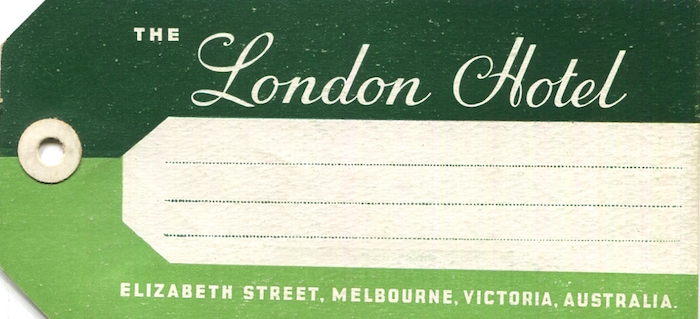 THE
London Hotel
ELIZABETH STREET, MELBOURNE, VICTORIA, AUSTRALIA.